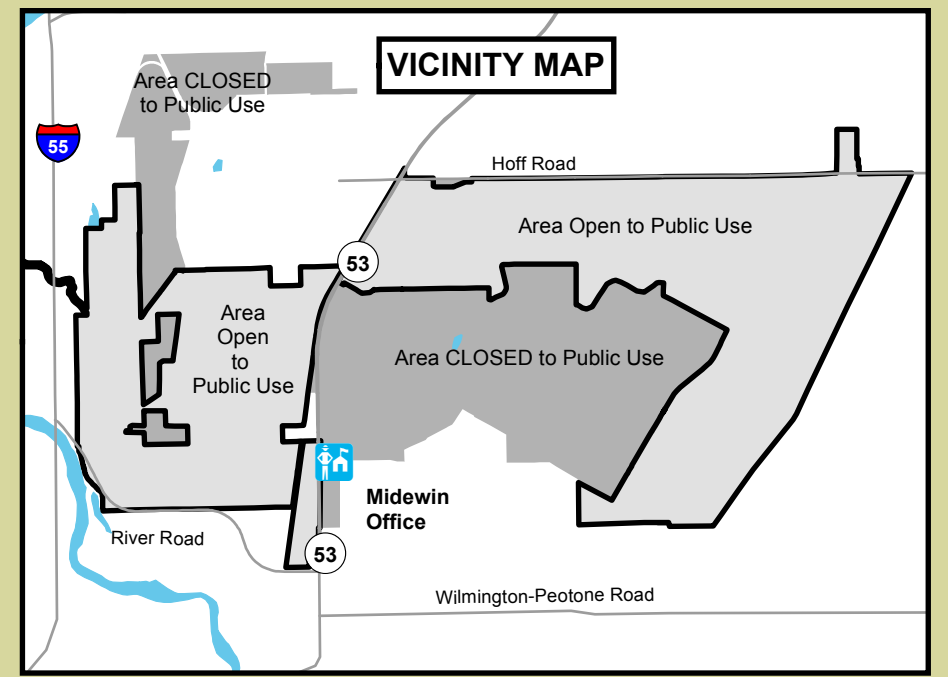 VICINITY MAP
Area CLOSED
to Public Use
55
Hoff Road
Area Open to Public Use
53
Area
Open
to
Public Use
Area CLOSED to Public Use
Midewin
Office
River Road
53
Wilmington-Peotone Road